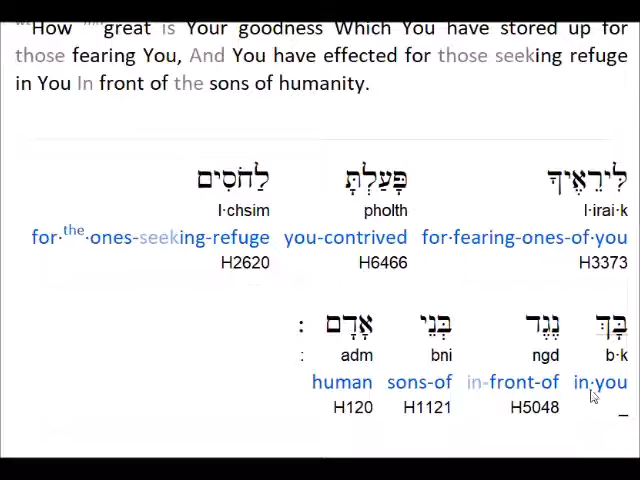 How great is Your goodness Which You have stored up for
those fearing You, And You have effected for those seeking refuge
in You In front of the sons of humanity.
לִּירֵאֶיךָ פָּעַלְתָּ לַחֹסִים
l·irai·k pholth l·chsim
for·fearing-ones-of·you you-contrived for·the·ones-seeking-refuge
H3373 H6466 H2620
בָּךְ נֶגֶד בְּנֵי אָדָם :
b·k ngd bni adm :
in·you in-front-of sons-of human
_ H5048 H1121 H120